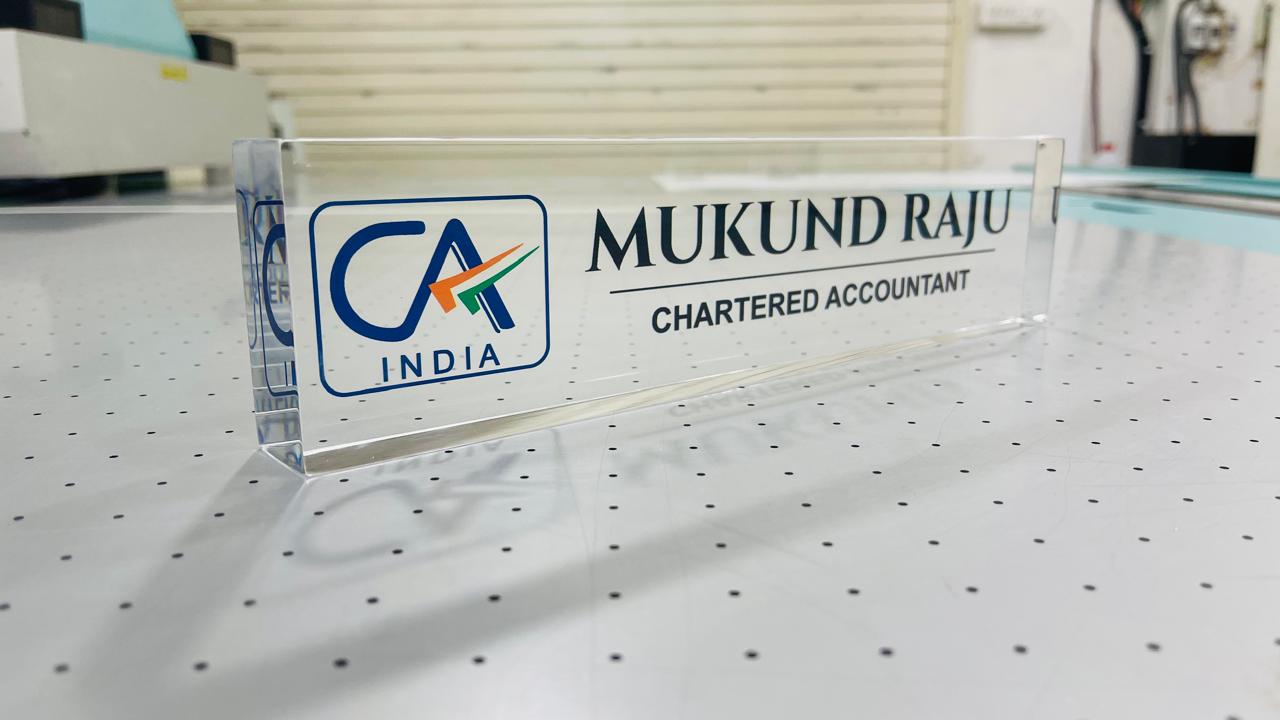 CA
INDIA
MUKUND RAJU
CHARTERED ACCOUNTANT